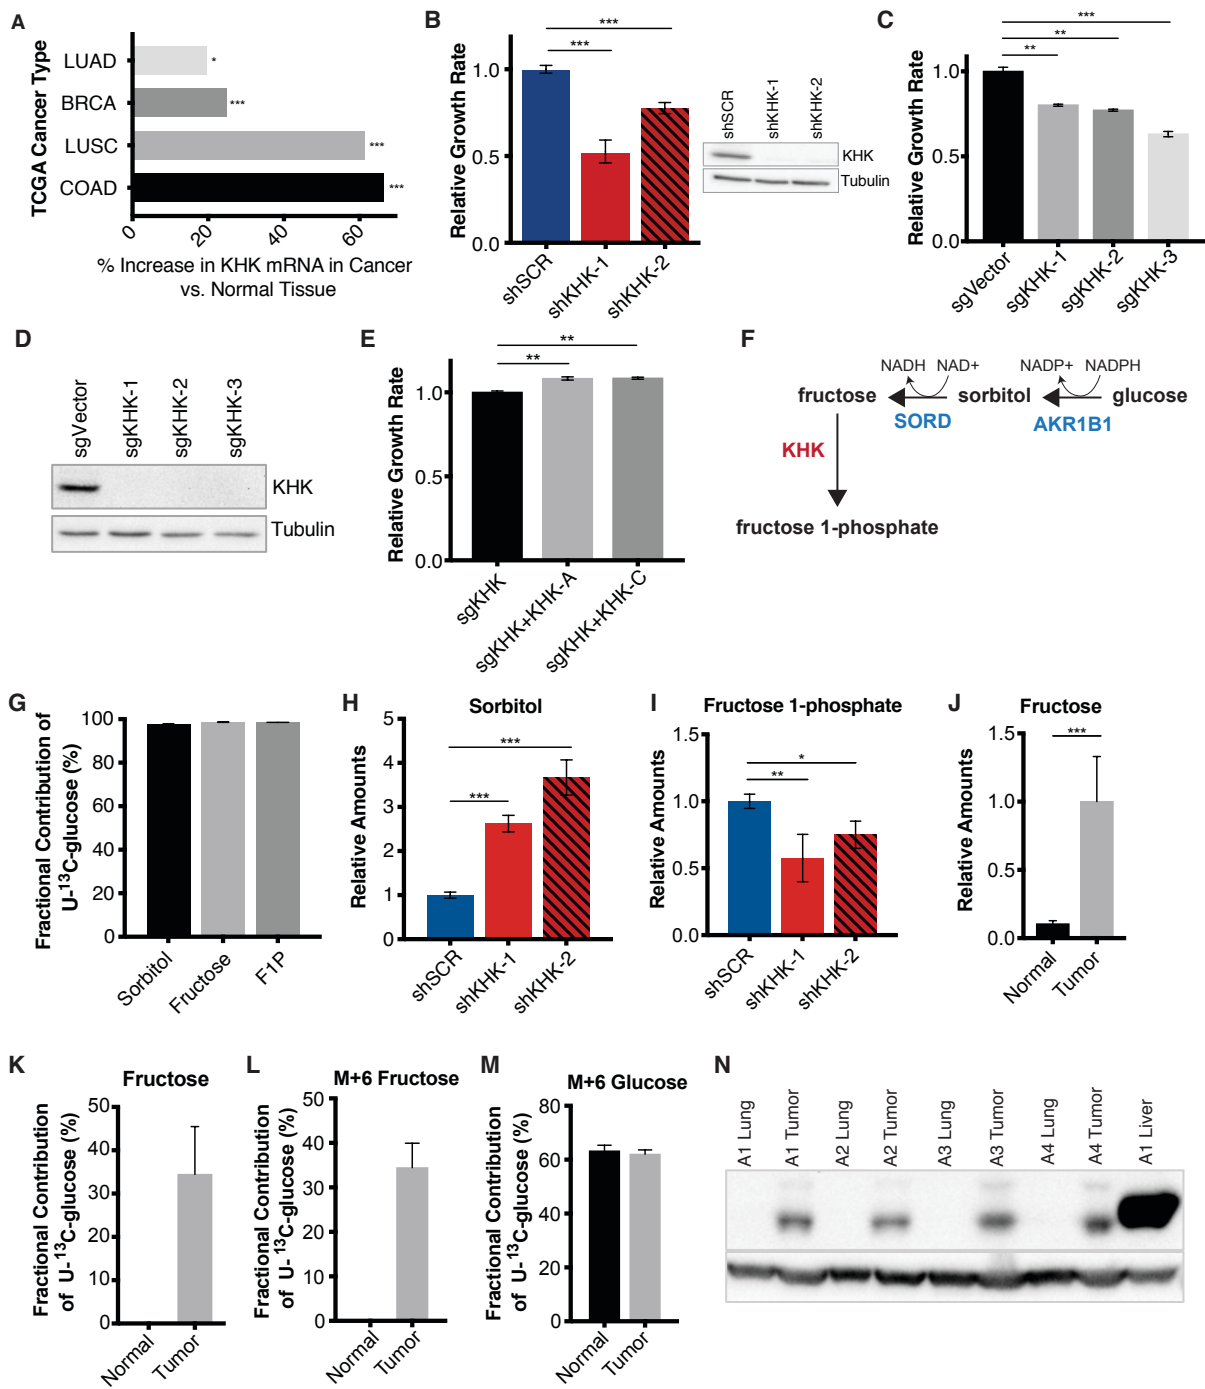 A
TCGA Cancer Type
LUAD
BRCA
LUSC
COAD
*
***
***
***
0
20
40
60
% Increase in KHK mRNA in Cancer
vs. Normal Tissue
B
Relative Growth Rate
1.0
0.5
0.0
***
***
shSCR
shKHK-1
shKHK-2
shSCR
shKHK-1
shKHK-2
KHK
Tubulin
C
Relative Growth Rate
1.0
0.5
0.0
***
**
**
sgVector
sgKHK-1
sgKHK-2
sgKHK-3
D
sgVector
sgKHK-1
sgKHK-2
sgKHK-3
KHK
Tubulin
E
Relative Growth Rate
1.0
0.5
0.0
**
**
sgKHK
sgKHK+KHK-A
sgKHK+KHK-C
F
NADH NAD+ NADP+ NADPH
fructose sorbitol glucose
SORD AKR1B1
KHK
fructose 1-phosphate
G
Fractional Contribution of
U-¹³C-glucose (%)
100
80
60
40
20
0
Sorbitol
Fructose
F1P
H
Sorbitol
Relative Amounts
5
4
3
2
1
0
***
***
shSCR
shKHK-1
shKHK-2
I
Fructose 1-phosphate
Relative Amounts
1.5
1.0
0.5
0.0
*
**
shSCR
shKHK-1
shKHK-2
J
Fructose
Relative Amounts
1.5
1.0
0.5
0.0
***
Normal
Tumor
K
Fructose
Fractional Contribution
of U-¹³C-glucose (%)
50
40
30
20
10
0
Normal
Tumor
L
M+6 Fructose
Fractional Contribution
of U-¹³C-glucose (%)
50
40
30
20
10
0
Normal
Tumor
M
M+6 Glucose
Fractional Contribution
of U-¹³C-glucose (%)
80
60
40
20
0
Normal
Tumor
N
A1 Lung
A1 Tumor
A2 Lung
A2 Tumor
A3 Lung
A3 Tumor
A4 Lung
A4 Tumor
A1 Liver